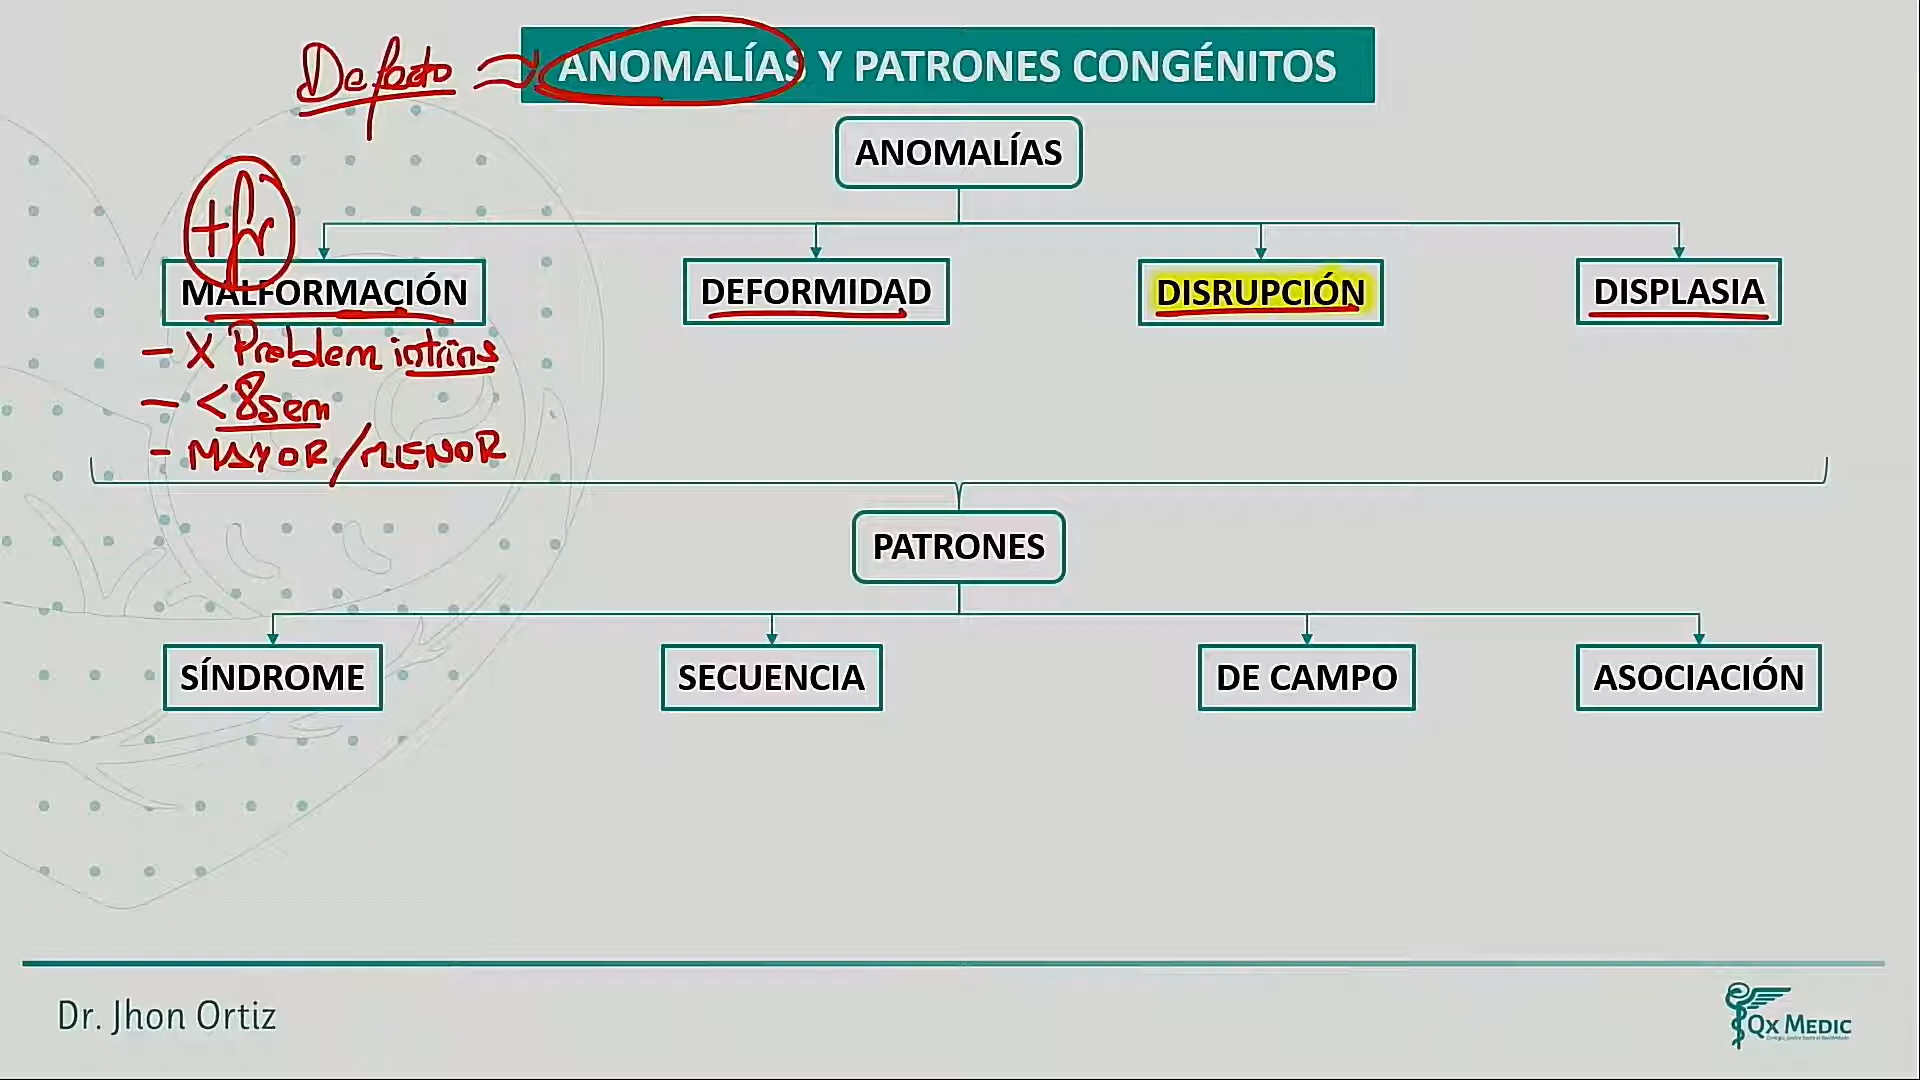 Defecto ≈ ANOMALÍAS Y PATRONES CONGÉNITOS
ANOMALÍAS
+ fr
MALFORMACIÓN DEFORMIDAD DISRUPCIÓN DISPLASIA
- X Problem intrins
- <8sem
- MAYOR/MENOR
PATRONES
SÍNDROME SECUENCIA DE CAMPO ASOCIACIÓN
Dr. Jhon Ortiz
QX MEDIC